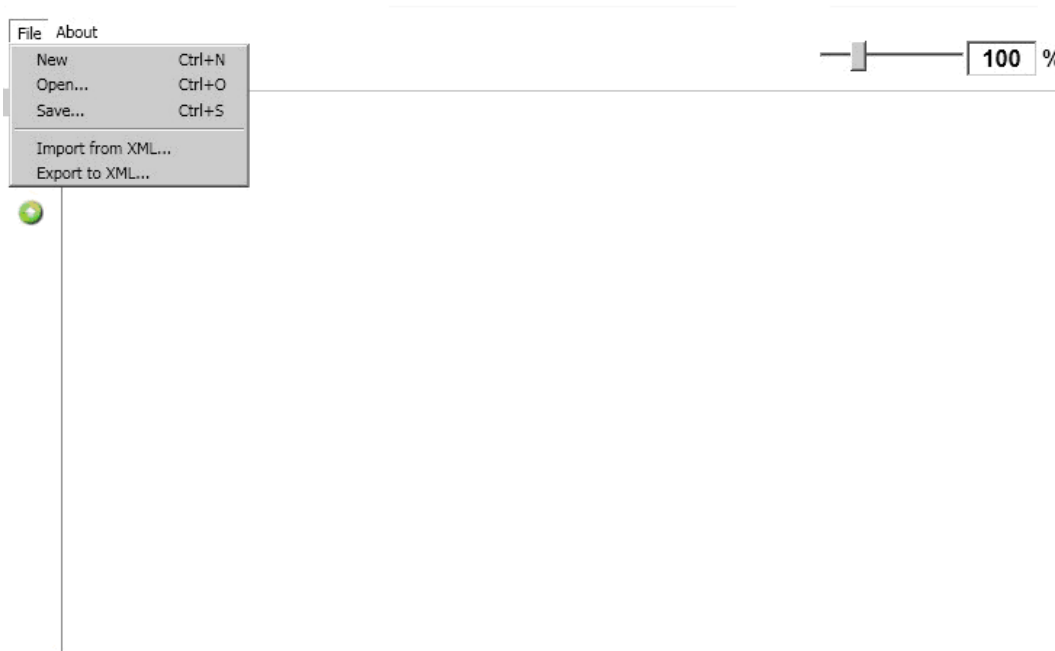 File About
New Ctrl+N
Open... Ctrl+O
Save... Ctrl+S
Import from XML...
Export to XML...
100 %